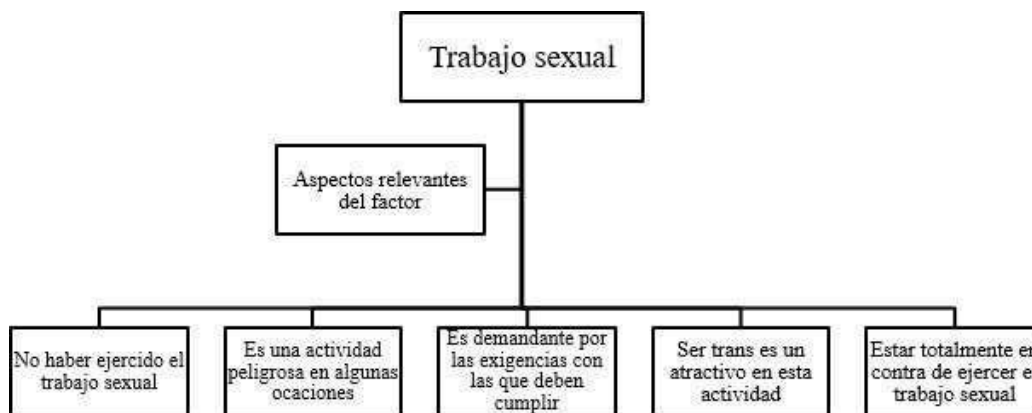 Trabajo sexual
Aspectos relevantes
del factor
No haber ejercido el
trabajo sexual
Es una actividad
peligrosa en algunas
ocaciones
Es demandante por
las exigencias con
las que deben
cumplir
Ser trans es un
atractivo en esta
actividad
Estar totalmente en
contra de ejercer e
trabajo sexual